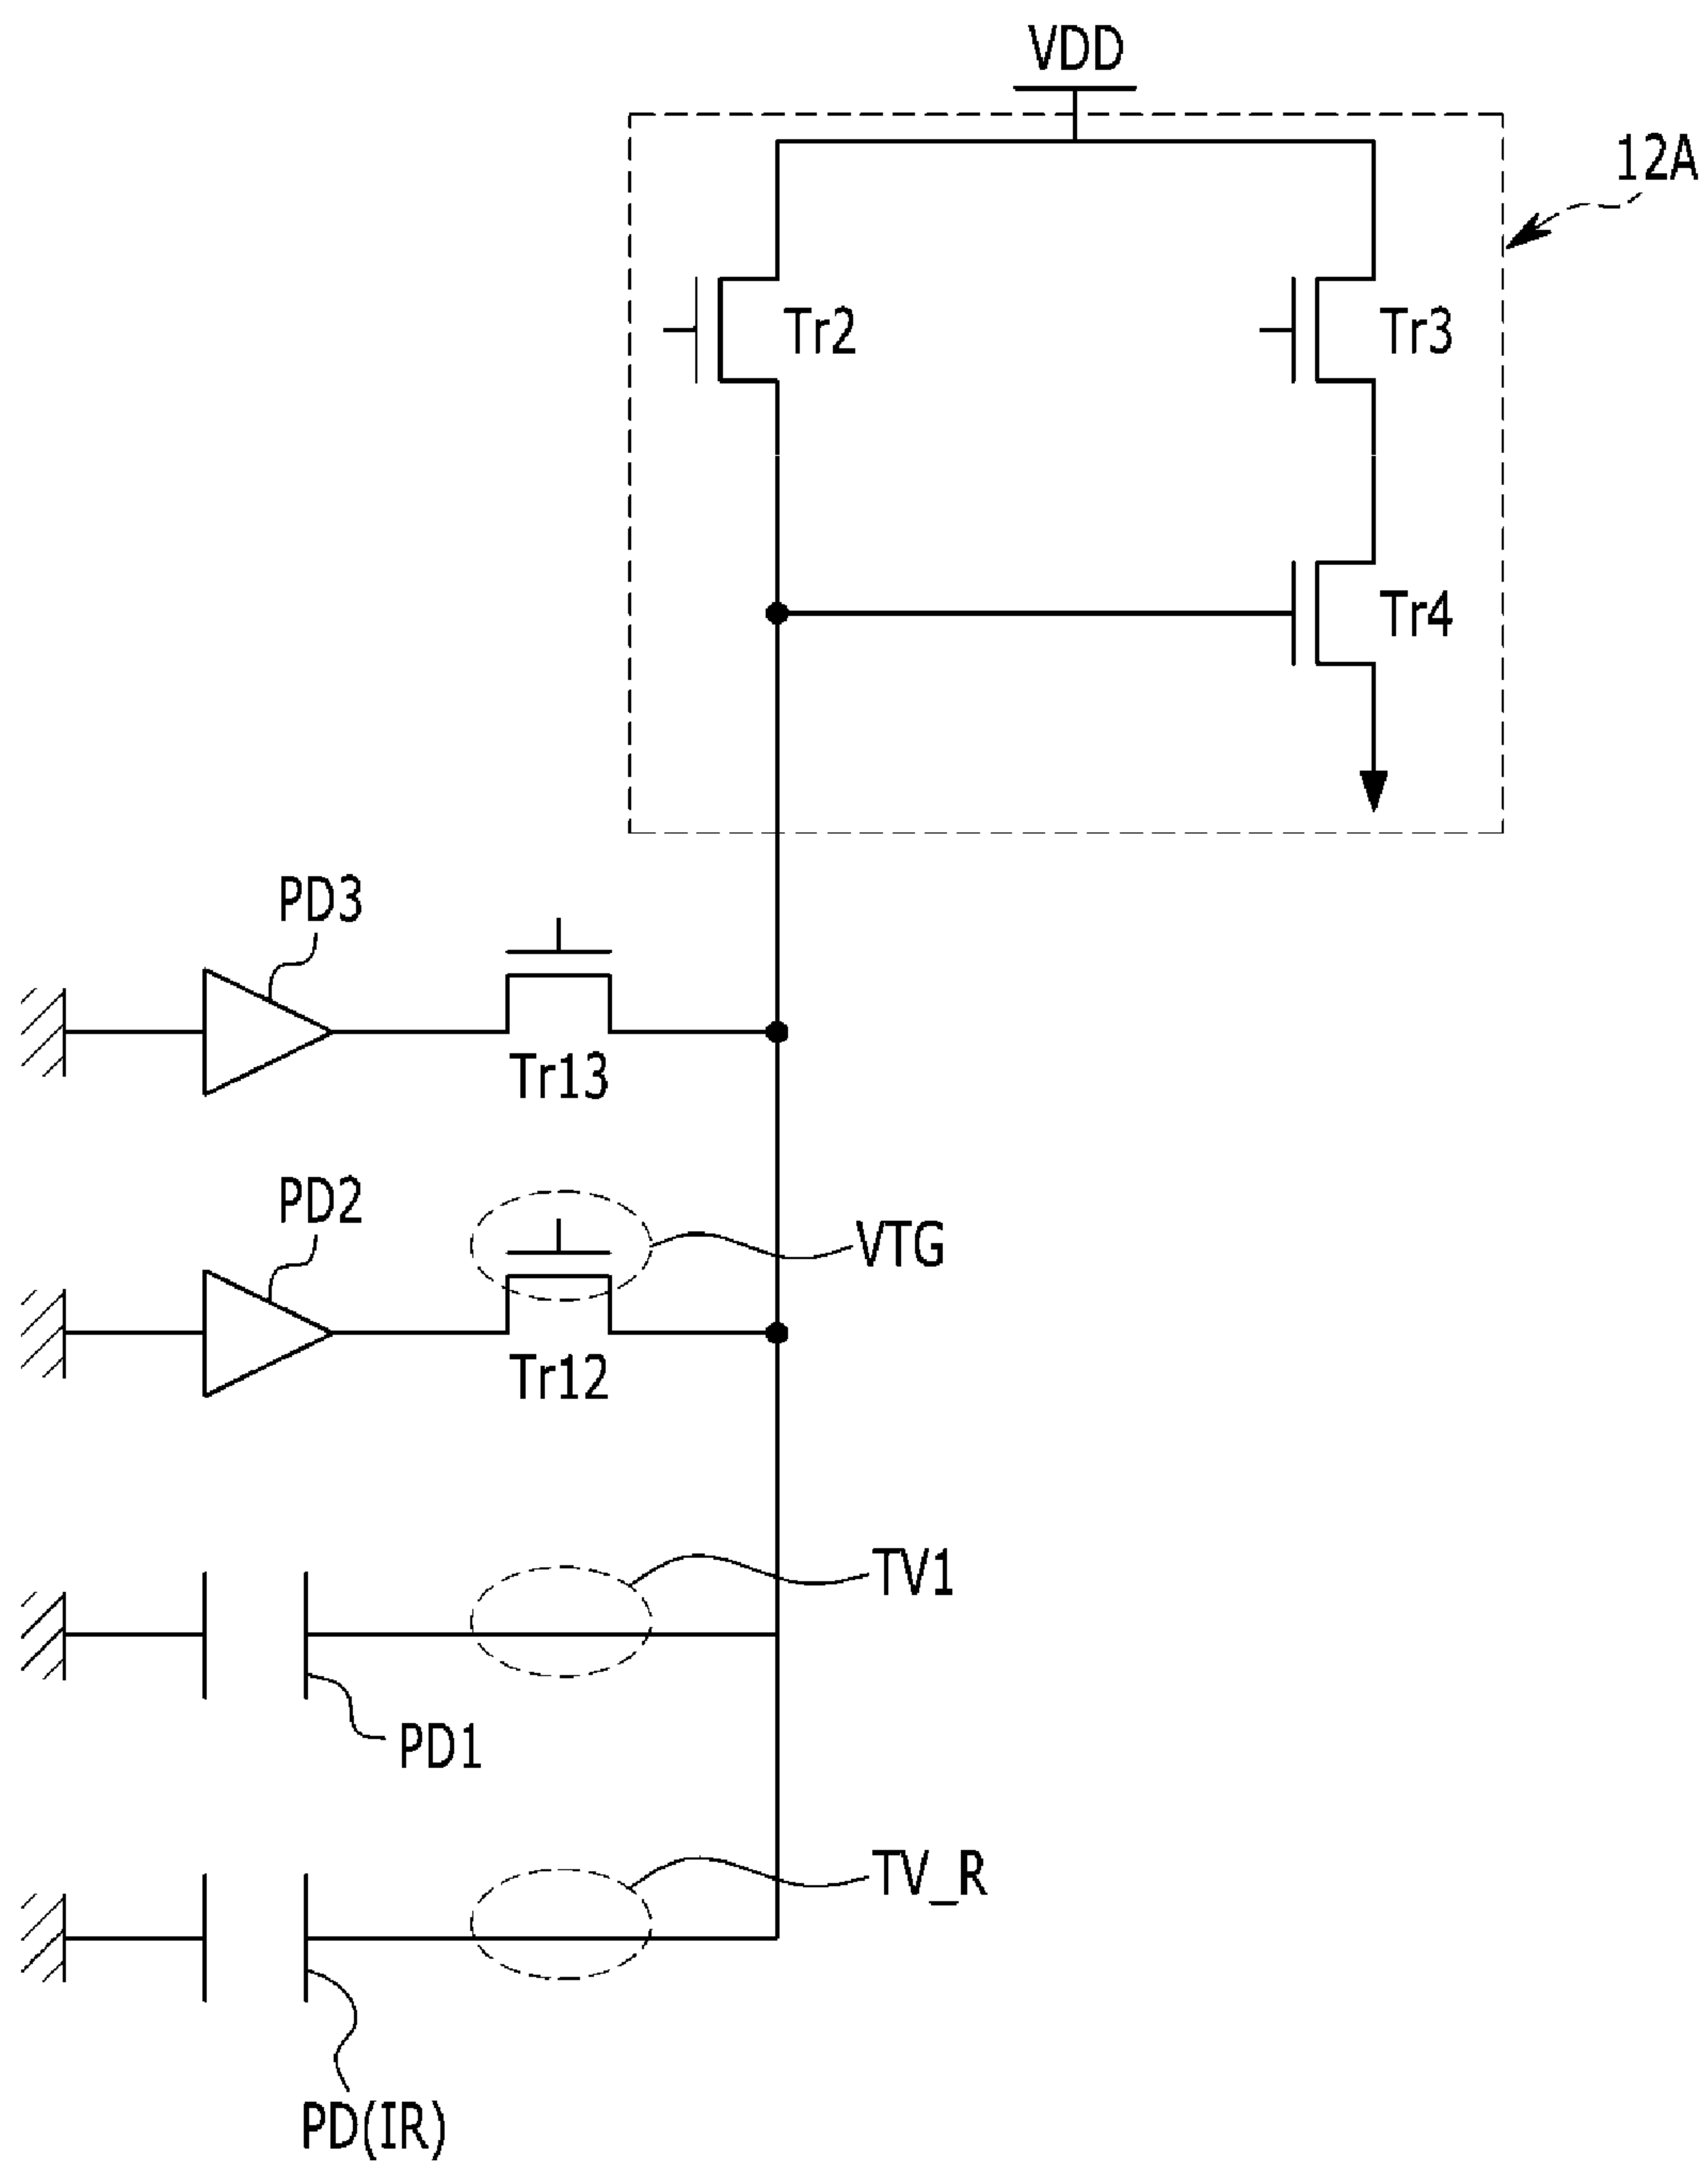 VDD
12A
Tr2
Tr3
Tr4
PD3
Tr13
PD2
VTG
Tr12
TV1
PD1
TV_R
PD(IR)